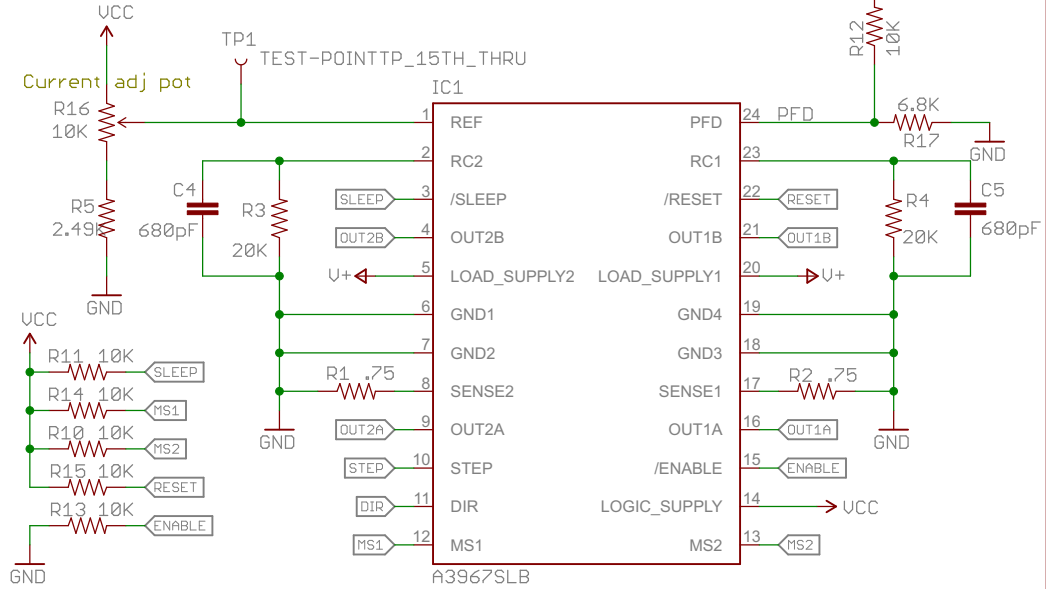 VCC
TP1
TEST-POINTTP_15TH_THRU
R12
10K
Current adj pot
IC1
R16
10K
1 REF
PFD 24
PFD
6.8K
R17
GND
2 RC2
RC1 23
C4
680pF
R3
20K
SLEEP
3 /SLEEP
/RESET 22
RESET
R4
20K
C5
680pF
R5
2.49K
OUT2B
4 OUT2B
OUT1B 21
OUT1B
V+
5 LOAD_SUPPLY2
LOAD_SUPPLY1 20
V+
GND
6 GND1
GND4 19
VCC
7 GND2
GND3 18
R11 10K
SLEEP
R1 .75
8 SENSE2
SENSE1 17
R2 .75
R14 10K
MS1
GND
OUT2A
9 OUT2A
OUT1A 16
OUT1A
GND
R10 10K
MS2
STEP
10 STEP
/ENABLE 15
ENABLE
R15 10K
RESET
DIR
11 DIR
LOGIC_SUPPLY 14
VCC
R13 10K
ENABLE
MS1
12 MS1
MS2 13
MS2
GND
A3967SLB